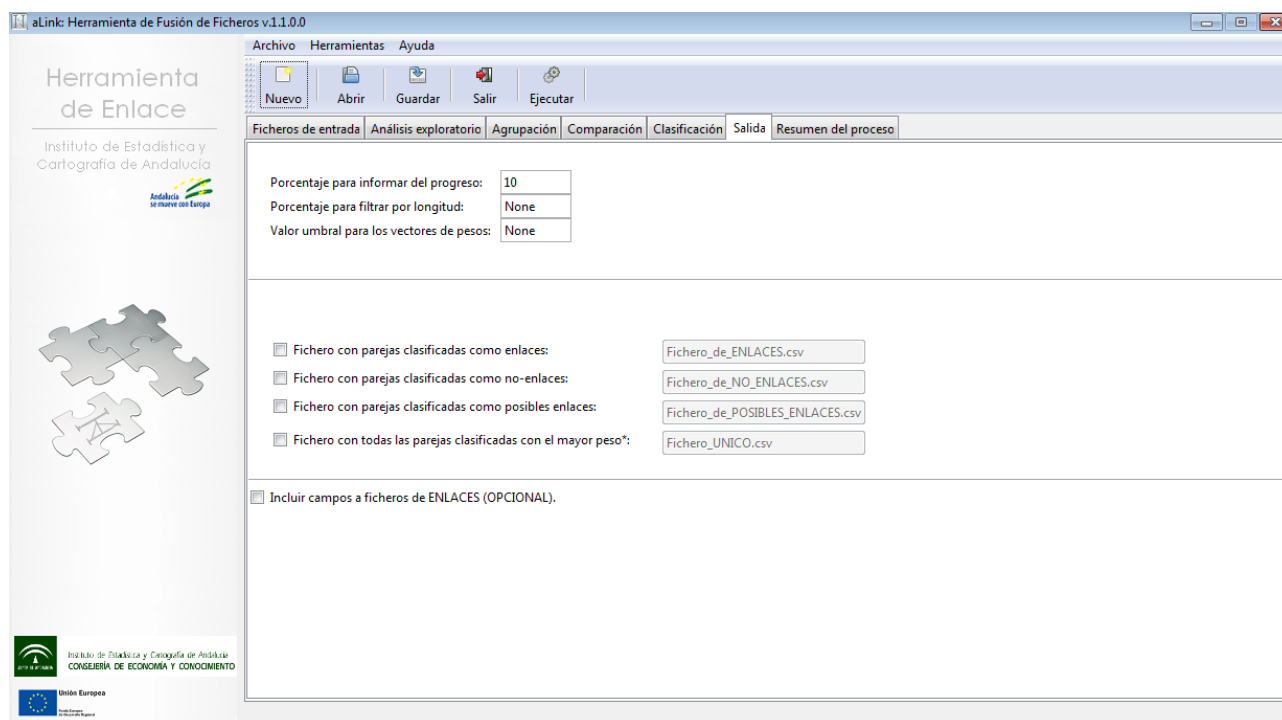 aLink: Herramienta de Fusión de Ficheros v.1.1.0.0
Archivo Herramientas Ayuda
Nuevo Abrir Guardar Salir Ejecutar
Ficheros de entrada Análisis exploratorio Agrupación Comparación Clasificación Salida Resumen del proceso
Herramienta
de Enlace
Instituto de Estadística y
Cartografía de Andalucía
Andalucía
se mueve con Europa
Porcentaje para informar del progreso: 10
Porcentaje para filtrar por longitud: None
Valor umbral para los vectores de pesos: None
Fichero con parejas clasificadas como enlaces: Fichero_de_ENLACES.csv
Fichero con parejas clasificadas como no-enlaces: Fichero_de_NO_ENLACES.csv
Fichero con parejas clasificadas como posibles enlaces: Fichero_de_POSIBLES_ENLACES.csv
Fichero con todas las parejas clasificadas con el mayor peso*: Fichero_UNICO.csv
Incluir campos a ficheros de ENLACES (OPCIONAL).
Instituto de Estadística y Cartografía de Andalucía
CONSEJERÍA DE ECONOMÍA Y CONOCIMIENTO
Unión Europea